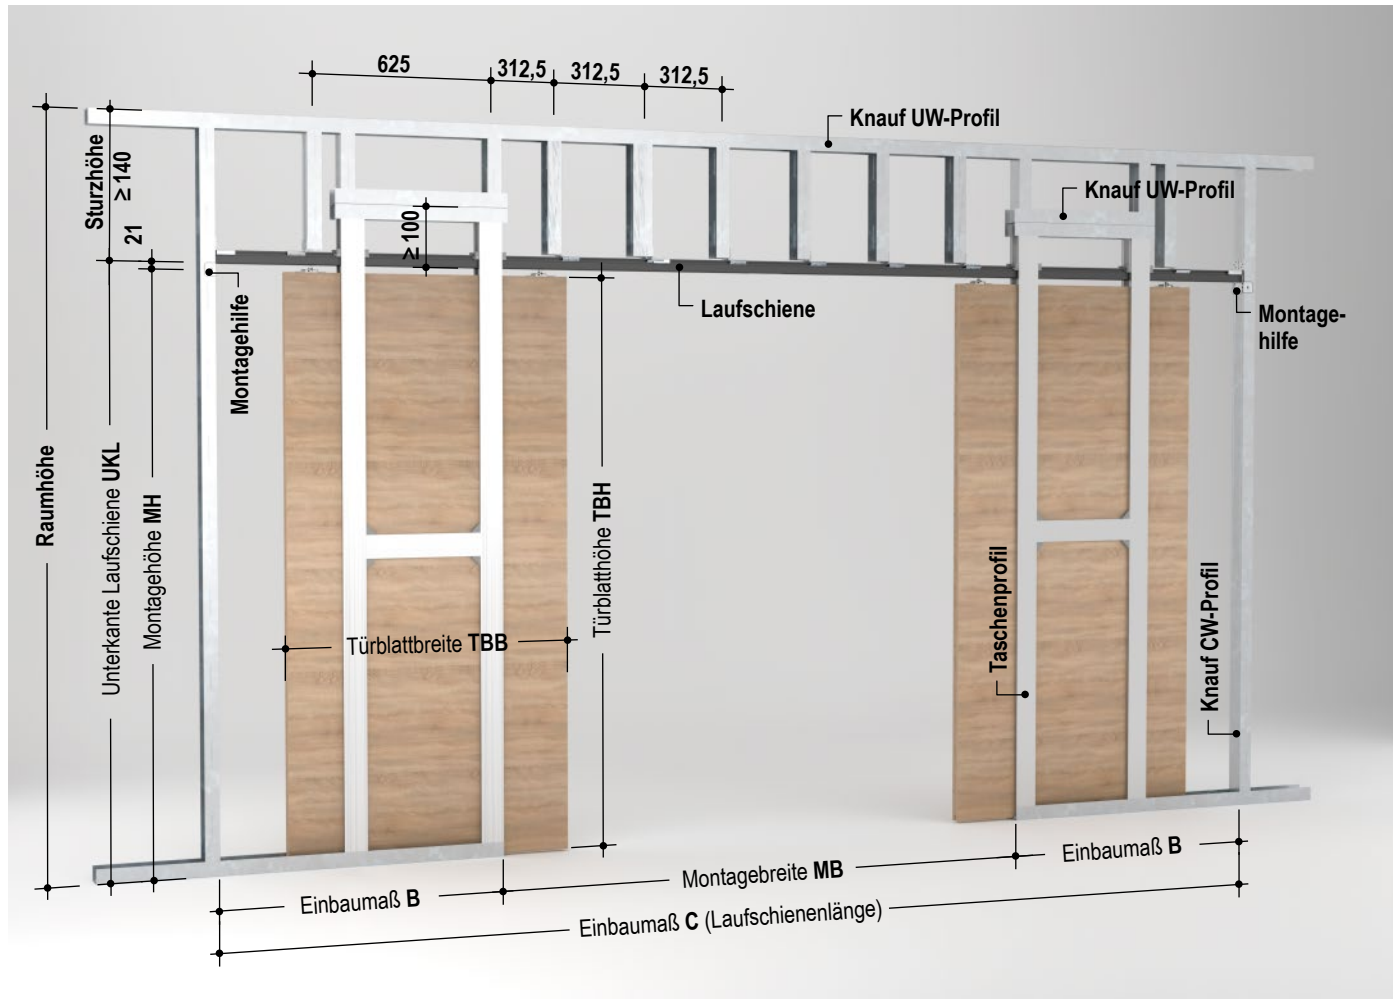 625
312,5
312,5
312,5
Knauf UW-Profil
Knauf UW-Profil
Sturzhöhe
≥ 140
21
≥ 100
Montagehilfe
Laufschiene
Montage-
hilfe
Raumhöhe
Unterkante Laufschiene UKL
Montagehöhe MH
Türblatthöhe TBH
Türblattbreite TBB
Taschenprofil
Knauf CW-Profil
Einbaumaß B
Montagebreite MB
Einbaumaß B
Einbaumaß C (Laufschienenlänge)